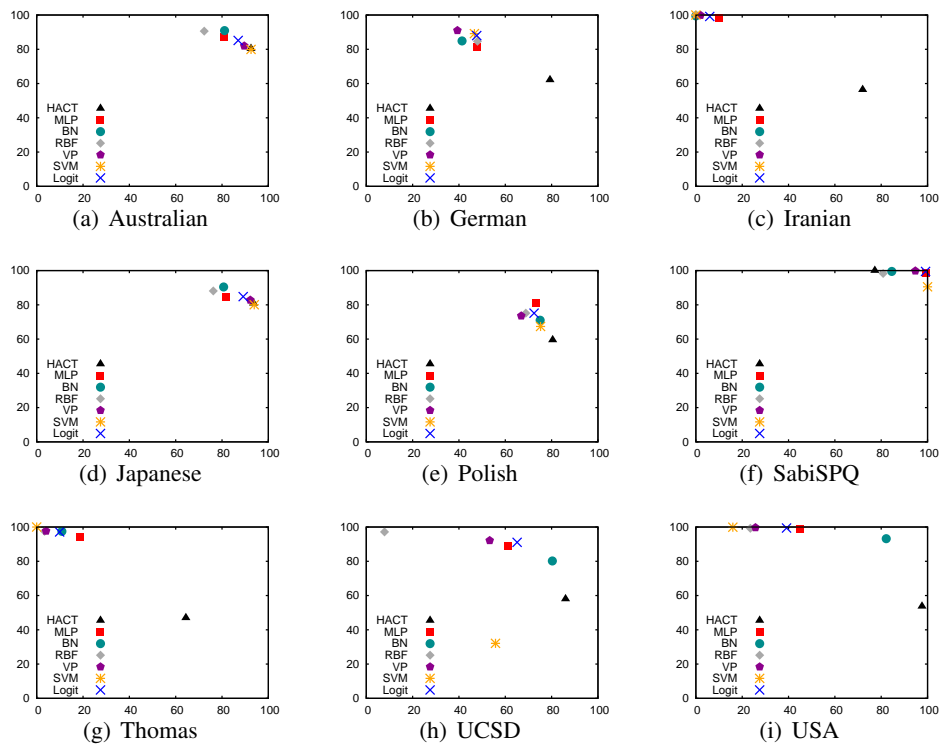 100
80
60
40
20
0
HACT
MLP
BN
RBF
VP
SVM
Logit
0 20 40 60 80 100
(a) Australian
100
80
60
40
20
0
HACT
MLP
BN
RBF
VP
SVM
Logit
0 20 40 60 80 100
(b) German
100
80
60
40
20
0
HACT
MLP
BN
RBF
VP
SVM
Logit
0 20 40 60 80 100
(c) Iranian
100
80
60
40
20
0
HACT
MLP
BN
RBF
VP
SVM
Logit
0 20 40 60 80 100
(d) Japanese
100
80
60
40
20
0
HACT
MLP
BN
RBF
VP
SVM
Logit
0 20 40 60 80 100
(e) Polish
100
80
60
40
20
0
HACT
MLP
BN
RBF
VP
SVM
Logit
0 20 40 60 80 100
(f) SabiSPQ
100
80
60
40
20
0
HACT
MLP
BN
RBF
VP
SVM
Logit
0 20 40 60 80 100
(g) Thomas
100
80
60
40
20
0
HACT
MLP
BN
RBF
VP
SVM
Logit
0 20 40 60 80 100
(h) UCSD
100
80
60
40
20
0
HACT
MLP
BN
RBF
VP
SVM
Logit
0 20 40 60 80 100
(i) USA